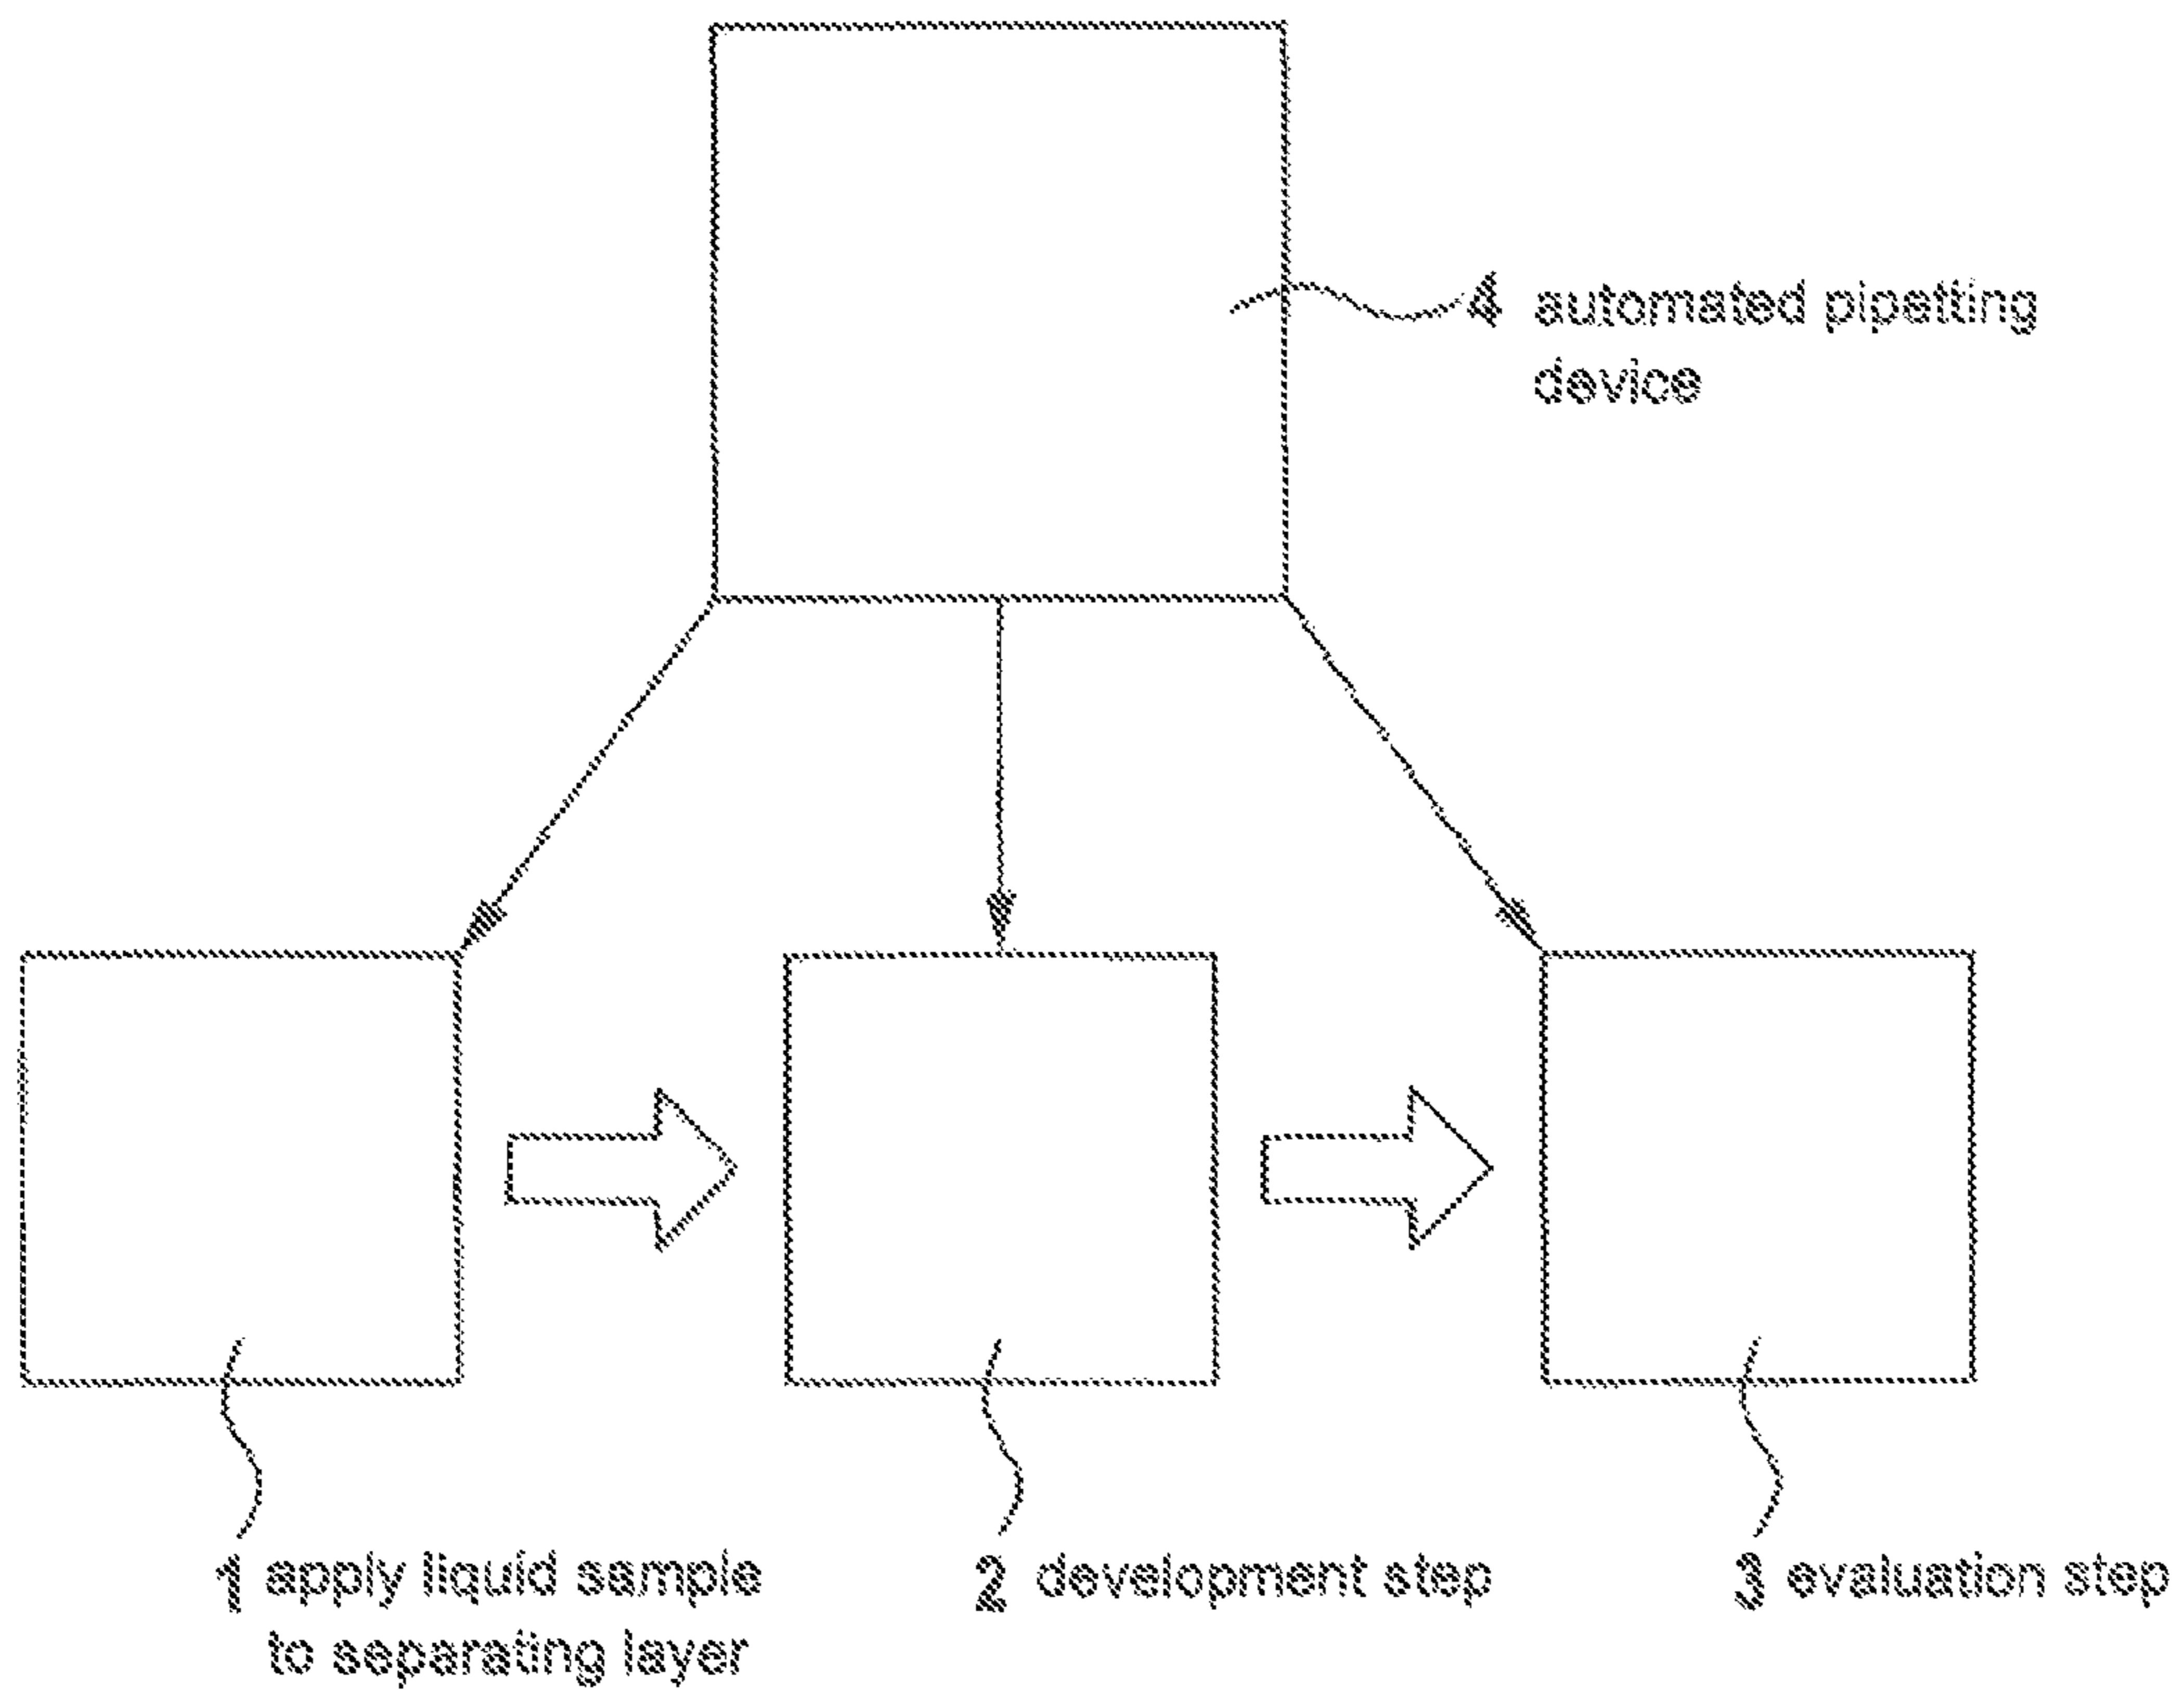 4 automated pipetting
device
1 apply liquid sample
to separating layer
2 development step
3 evaluation step